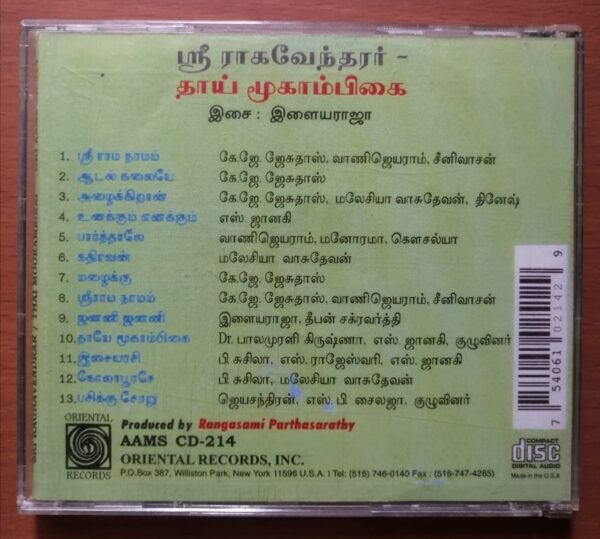 ஸ்ரீ ராகவேந்தரர் -
தாய் மூகாம்பிகை
இசை : இளையராஜா
1. ஸ்ரீ ராம நாமம் கே.ஜே. ஜேசுதாஸ், வாணிஜெயராம், சீனிவாசன்
2. ஆடல் கலையே கே.ஜே. ஜேசுதாஸ்
3. அழைக்கிறான் கே.ஜே. ஜேசுதாஸ், மலேசியா வாசுதேவன், தினேஷ்
4. உனக்கும் எனக்கும் எஸ். ஜானகி
5. பார்த்தாலே வாணிஜெயராம், மனோரமா, கௌசல்யா
6. கதிரவன் மலேசியா வாசுதேவன்
7. மழைக்கு கே.ஜே. ஜேசுதாஸ்
8. ஸ்ரீராம நாமம் கே.ஜே. ஜேசுதாஸ், வாணிஜெயராம், சீனிவாசன்
9. ஜனனி ஜனனி இளையராஜா, தீபன் சக்ரவர்த்தி
10. தாயே மூகாம்பிகை Dr. பாலமுரளி கிருஷ்ணா, எஸ். ஜானகி, குழுவினர்
11. இசையரசி பி சுசிலா, எஸ். ராஜேஸ்வரி, எஸ். ஜானகி
12. கோலாபுரசே பி சுசிலா, மலேசியா வாசுதேவன்
13. பசிக்கு சோறு ஜெயசந்திரன், எஸ். பி. சைலஜா, குழுவினர்
7 54061 02142 9
ORIENTAL
RECORDS
Produced by Rangasami Parthasarathy
AAMS CD-214
ORIENTAL RECORDS, INC.
P.O.Box 387, Williston Park, New York 11596 U.S.A. I Tel: (516) 746-0140 Fax : (516-747-4285)
COMPACT
disc
DIGITAL AUDIO
Made in the U.S.A